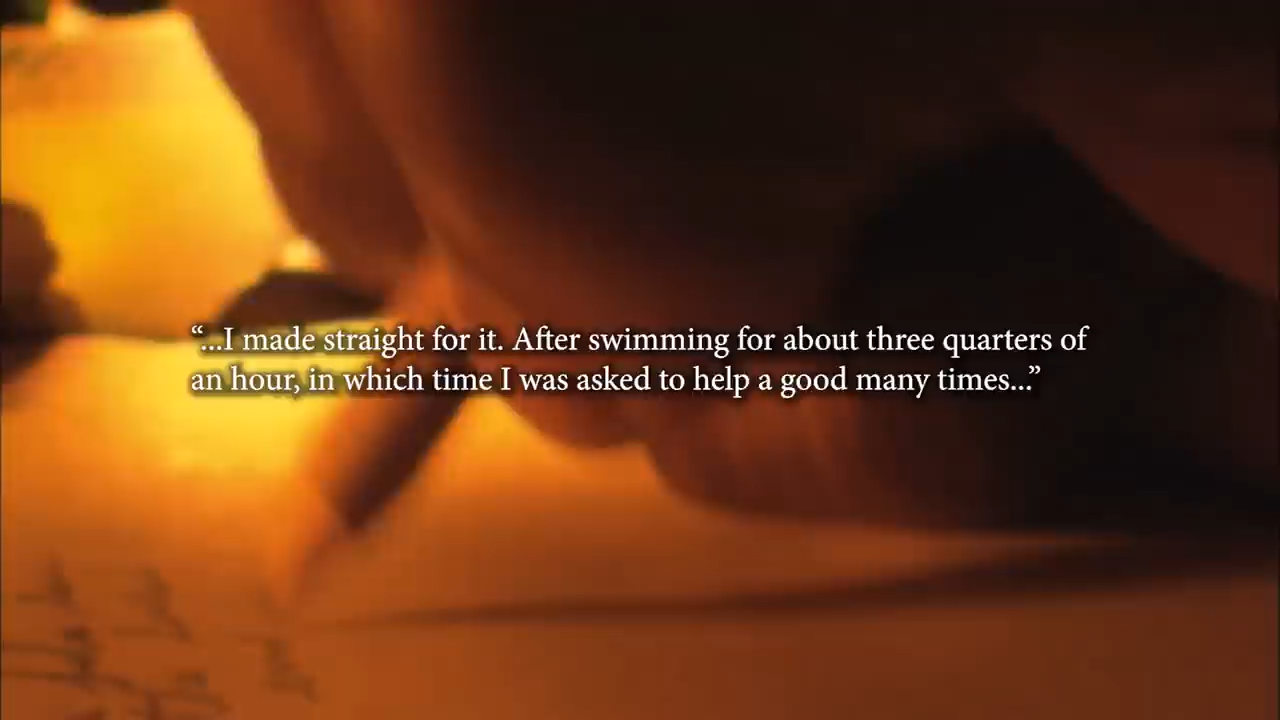 “...I made straight for it. After swimming for about three quarters of
an hour, in which time I was asked to help a good many times...”